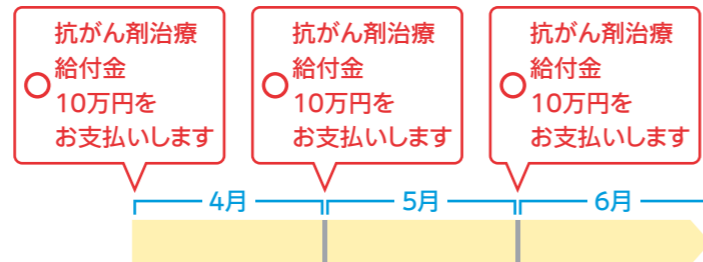 抗がん剤治療
給付金
10万円を
お支払いします
抗がん剤治療
給付金
10万円を
お支払いします
抗がん剤治療
給付金
10万円を
お支払いします
4月
5月
6月